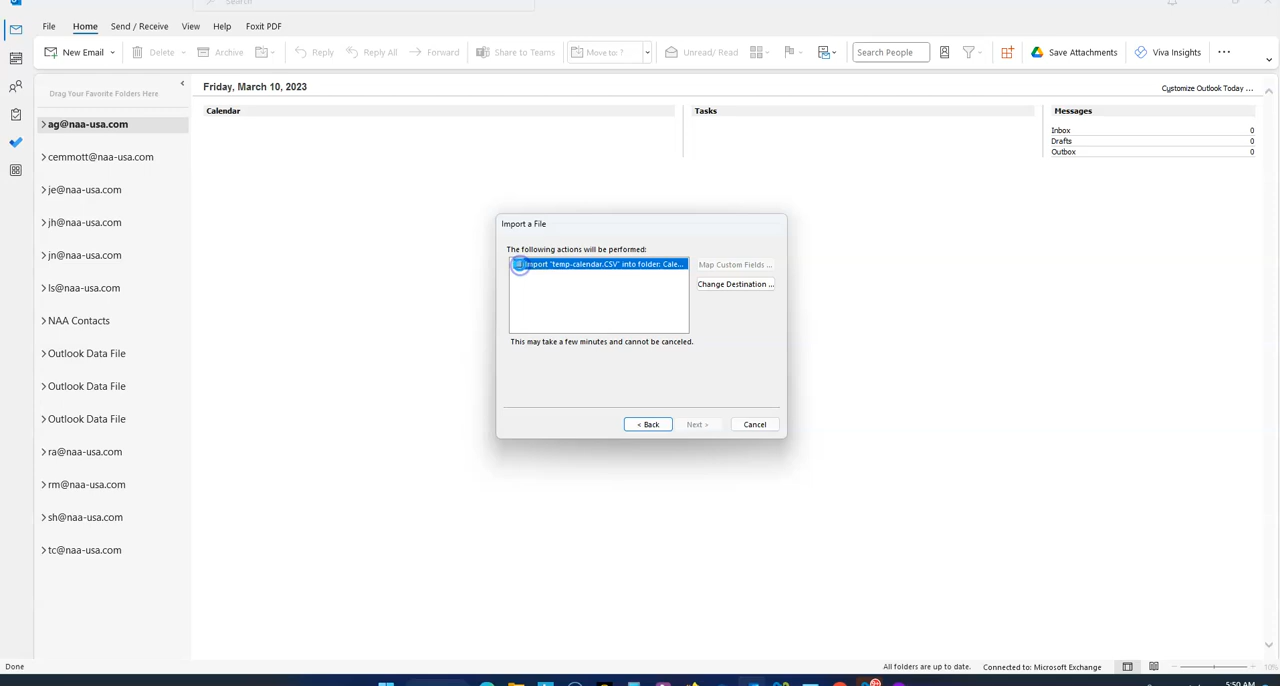 Search
File Home Send / Receive View Help Foxit PDF
New Email Delete Archive Reply Reply All Forward Share to Teams Move to: ? Unread/ Read Search People Save Attachments Viva Insights ...
Drag Your Favorite Folders Here
Friday, March 10, 2023
Customize Outlook Today ...
Calendar Tasks Messages
ag@naa-usa.com
Inbox 0
Drafts 0
Outbox 0
cemmott@naa-usa.com
je@naa-usa.com
jh@naa-usa.com
jn@naa-usa.com
ls@naa-usa.com
NAA Contacts
Outlook Data File
Outlook Data File
Outlook Data File
ra@naa-usa.com
rm@naa-usa.com
sh@naa-usa.com
tc@naa-usa.com
Import a File
The following actions will be performed:
Import "temp-calendar.CSV" into folder: Cale...
Map Custom Fields ...
Change Destination ...
This may take a few minutes and cannot be canceled.
< Back Next > Cancel
Done All folders are up to date. Connected to: Microsoft Exchange 10%
5:50 AM